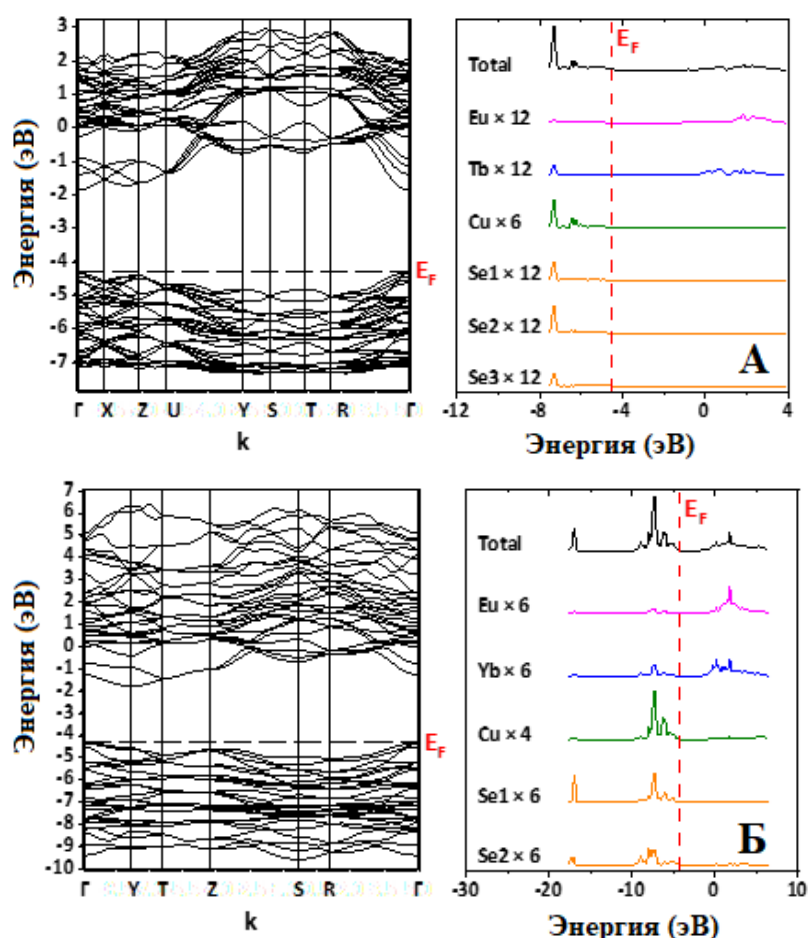 3
2
1
0
-1
-2
-3
-4
-5
-6
-7
Энергия (эВ)
E_F
Γ X Z U Y S T R Γ
k
E_F
Total
Eu × 12
Tb × 12
Cu × 6
Se1 × 12
Se2 × 12
Se3 × 12
А
-12 -8 -4 0 4
Энергия (эВ)
7
6
5
4
3
2
1
0
-1
-2
-3
-4
-5
-6
-7
-8
-9
-10
Энергия (эВ)
E_F
Γ Y T Z S R Γ
k
E_F
Total
Eu × 6
Yb × 6
Cu × 4
Se1 × 6
Se2 × 6
Б
-30 -20 -10 0 10
Энергия (эВ)